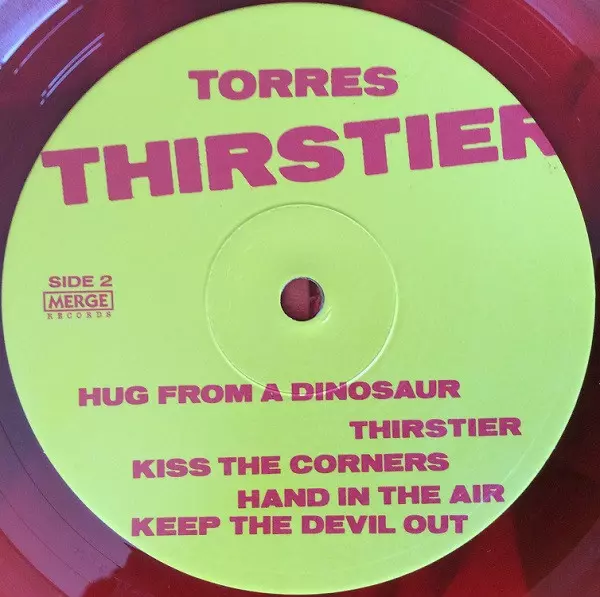 TORRES
THIRSTIER
SIDE 2
MERGE
RECORDS
HUG FROM A DINOSAUR
THIRSTIER
KISS THE CORNERS
HAND IN THE AIR
KEEP THE DEVIL OUT